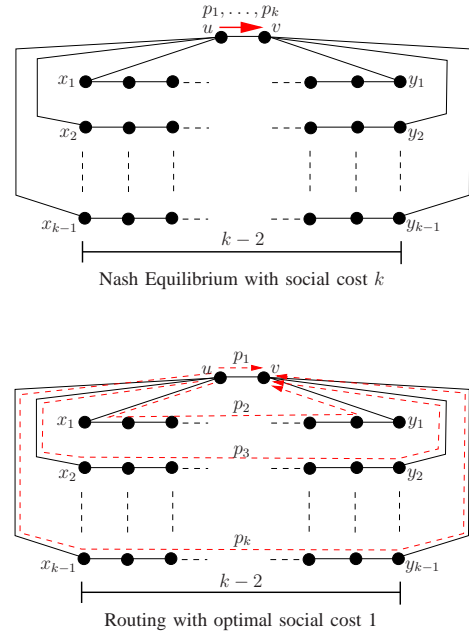 p₁, . . . , pₖ
u v
x₁ y₁
x₂ y₂
xₖ₋₁ yₖ₋₁
k − 2
Nash Equilibrium with social cost k
p₁
u v
x₁ p₂ y₁
p₃
x₂ y₂
pₖ
xₖ₋₁ yₖ₋₁
k − 2
Routing with optimal social cost 1